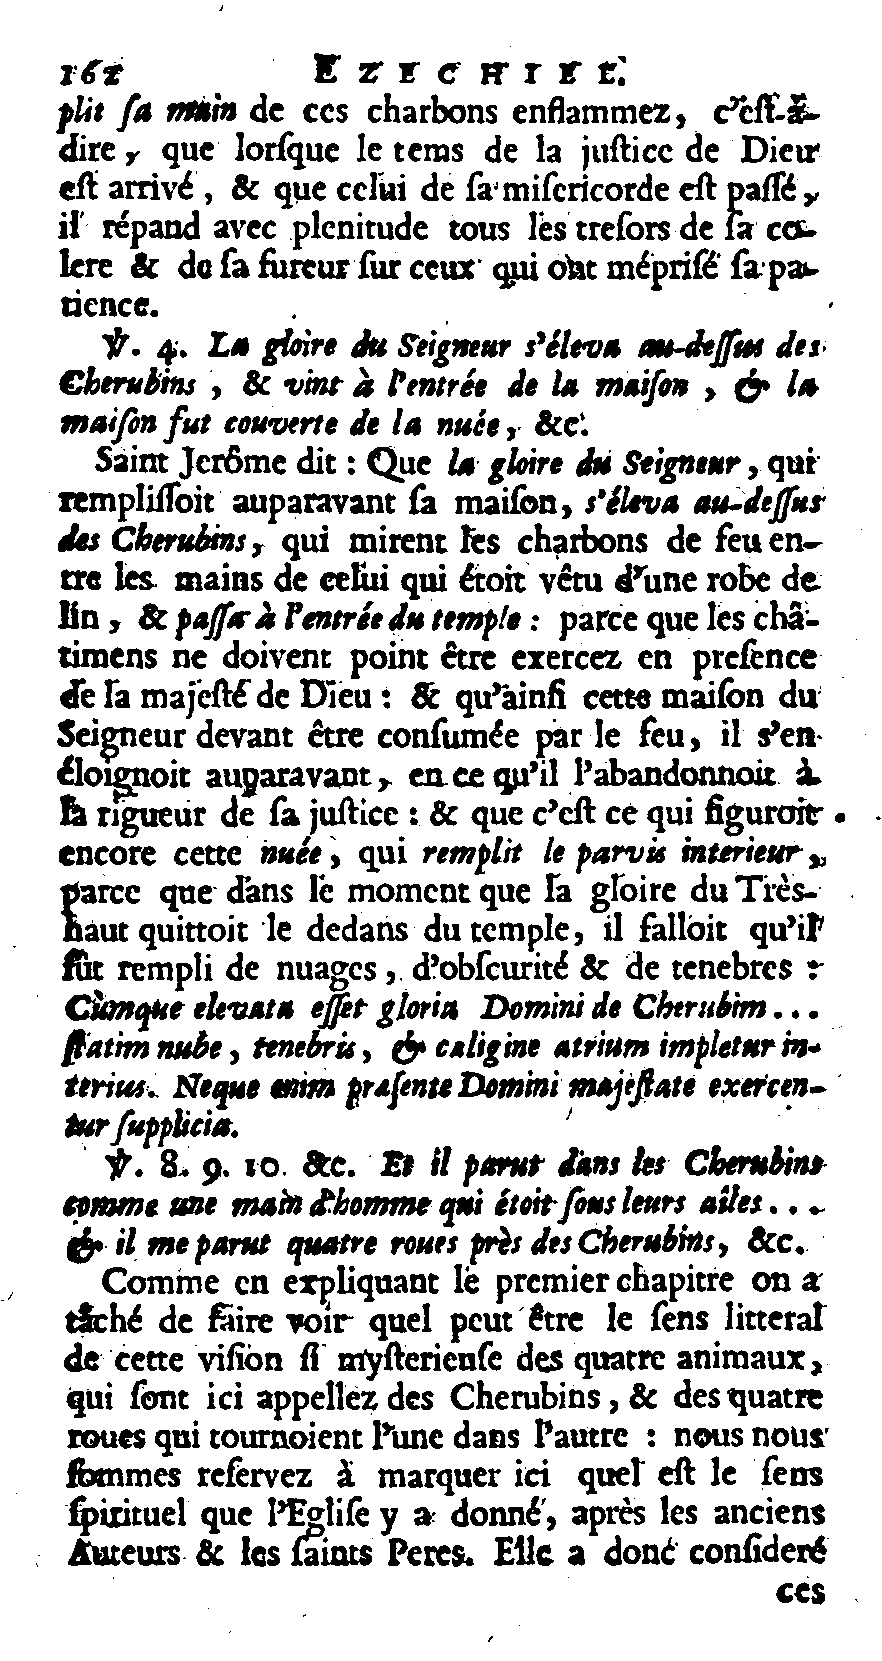 162 EZECHIEL.
plit ſa main de ces charbons enflammez, c'eſt-à-
dire, que lorſque le tems de la juſtice de Dieu
eſt arrivé, & que celui de ſa miſericorde eſt paſſé,
il répand avec plenitude tous les treſors de ſa co-
lere & de ſa fureur ſur ceux qui ont mépriſé ſa pa-
tience.
℣. 4. La gloire du Seigneur s'éleva au-deſſus des
Cherubins, & vint à l'entrée de la maiſon, & la
maiſon fut couverte de la nuée, &c.
Saint Jerôme dit : Que la gloire du Seigneur, qui
rempliſſoit auparavant ſa maiſon, s'éleva au-deſſus
des Cherubins, qui mirent les charbons de feu en-
tre les mains de celui qui étoit vêtu d'une robe de
lin, & paſſa à l'entrée du temple : parce que les châ-
timens ne doivent point être exercez en preſence
de la majeſté de Dieu : & qu'ainſi cette maiſon du
Seigneur devant être conſumée par le feu, il s'en
éloignoit auparavant, en ce qu'il l'abandonnoit à
la rigueur de ſa juſtice : & que c'eſt ce qui figuroit
encore cette nuée, qui remplit le parvis interieur,
parce que dans le moment que la gloire du Très-
haut quittoit le dedans du temple, il falloit qu'il
fût rempli de nuages, d'obſcurité & de tenebres :
Cùmque elevata eſſet gloria Domini de Cherubim...
ſtatim nube, tenebris, & caligine atrium impletur in-
terius. Neque enim præſente Domini majeſtate exercen-
tur ſupplicia.
℣. 8. 9. 10. &c. Et il parut dans les Cherubins
comme une main d'homme qui étoit ſous leurs aîles...
& il me parut quatre roues près des Cherubins, &c.
Comme en expliquant le premier chapitre on a
tâché de faire voir quel peut être le ſens litteral
de cette viſion ſi myſterieuſe des quatre animaux,
qui ſont ici appellez des Cherubins, & des quatre
roues qui tournoient l'une dans l'autre : nous nous
ſommes reſervez à marquer ici quel eſt le ſens
ſpirituel que l'Egliſe y a donné, après les anciens
Auteurs & les ſaints Peres. Elle a donc conſideré
ces